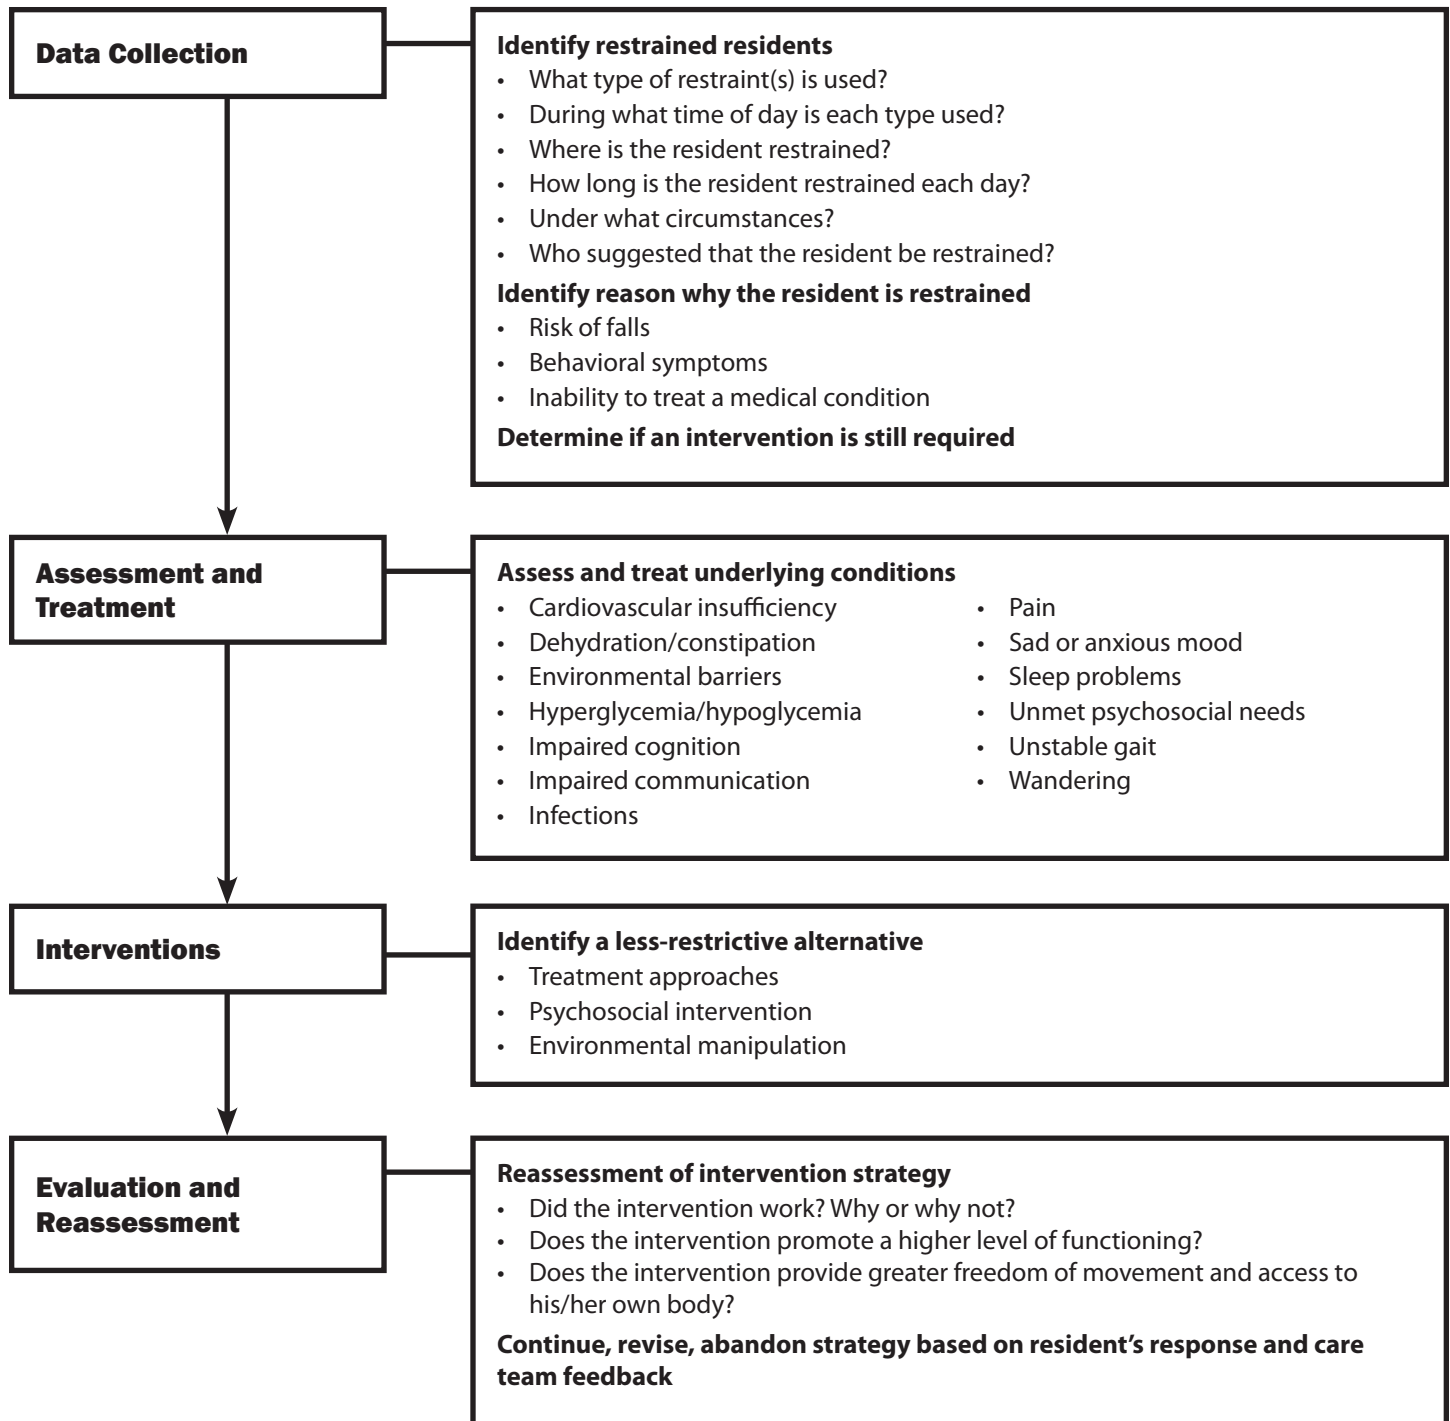 Data Collection
Identify restrained residents
• What type of restraint(s) is used?
• During what time of day is each type used?
• Where is the resident restrained?
• How long is the resident restrained each day?
• Under what circumstances?
• Who suggested that the resident be restrained?
Identify reason why the resident is restrained
• Risk of falls
• Behavioral symptoms
• Inability to treat a medical condition
Determine if an intervention is still required
Assessment and
Treatment
Assess and treat underlying conditions
• Cardiovascular insufficiency
• Dehydration/constipation
• Environmental barriers
• Hyperglycemia/hypoglycemia
• Impaired cognition
• Impaired communication
• Infections
• Pain
• Sad or anxious mood
• Sleep problems
• Unmet psychosocial needs
• Unstable gait
• Wandering
Interventions
Identify a less-restrictive alternative
• Treatment approaches
• Psychosocial intervention
• Environmental manipulation
Evaluation and
Reassessment
Reassessment of intervention strategy
• Did the intervention work? Why or why not?
• Does the intervention promote a higher level of functioning?
• Does the intervention provide greater freedom of movement and access to
his/her own body?
Continue, revise, abandon strategy based on resident’s response and care
team feedback